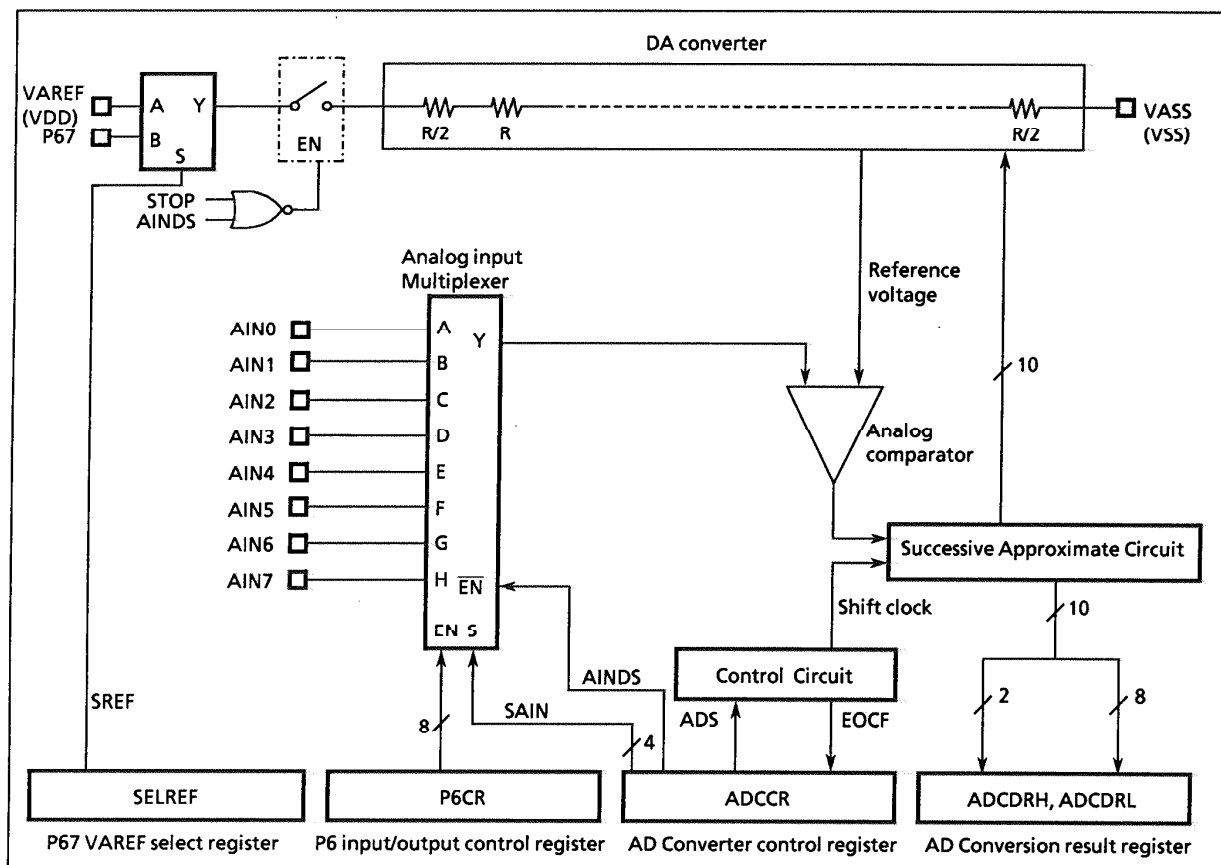 DA converter
VAREF
(VDD)
P67
A Y
B
S
EN
R/2 R R/2
VASS
(VSS)
STOP
AINDS
Analog input
Multiplexer
Reference
voltage
AIN0 A Y
AIN1 B
AIN2 C
AIN3 D
AIN4 E
AIN5 F
AIN6 G
AIN7 H EN
EN S
10
Analog
comparator
Successive Approximate Circuit
Shift clock
10
Control Circuit
AINDS
SREF
8
SAIN
4
ADS
EOCF
2
8
SELREF
P6CR
ADCCR
ADCDRH, ADCDRL
P67 VAREF select register
P6 input/output control register
AD Converter control register
AD Conversion result register